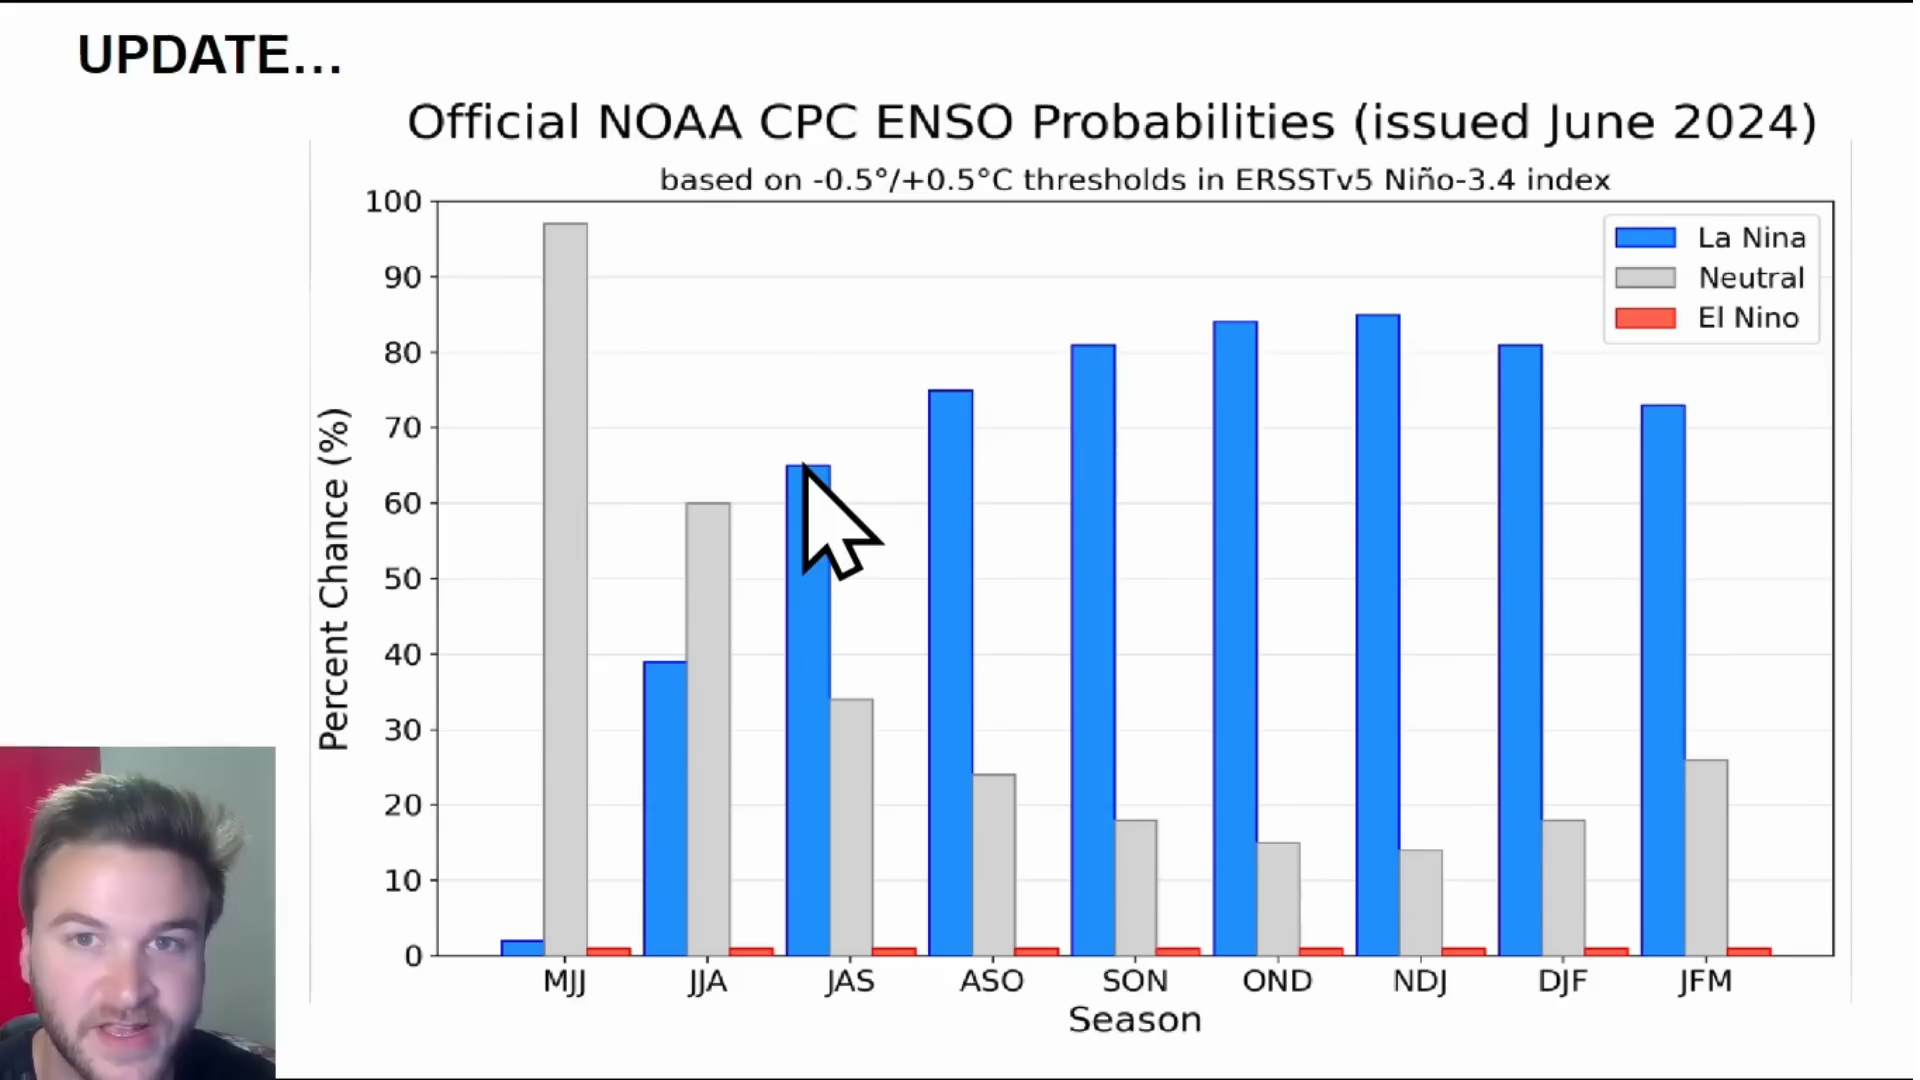 UPDATE...
Official NOAA CPC ENSO Probabilities (issued June 2024)
based on -0.5°/+0.5°C thresholds in ERSSTv5 Niño-3.4 index
La Nina
Neutral
El Nino
Percent Chance (%)
100
90
80
70
60
50
40
30
20
10
0
MJJ JJA JAS ASO SON OND NDJ DJF JFM
Season